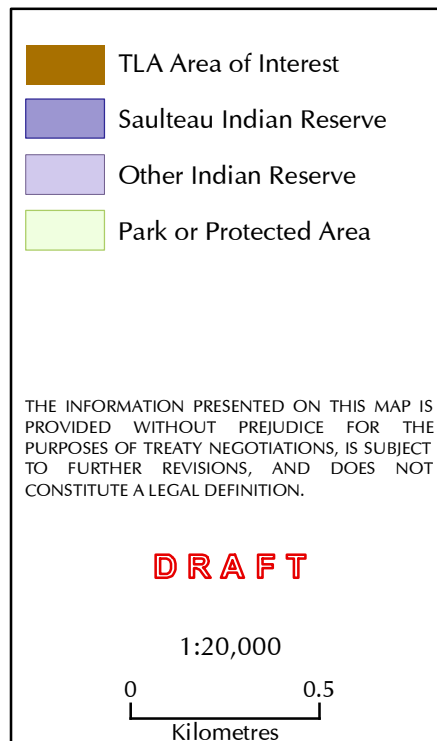 TLA Area of Interest
Saulteau Indian Reserve
Other Indian Reserve
Park or Protected Area
THE INFORMATION PRESENTED ON THIS MAP IS
PROVIDED WITHOUT PREJUDICE FOR THE
PURPOSES OF TREATY NEGOTIATIONS, IS SUBJECT
TO FURTHER REVISIONS, AND DOES NOT
CONSTITUTE A LEGAL DEFINITION.
DRAFT
1:20,000
0 0.5
Kilometres